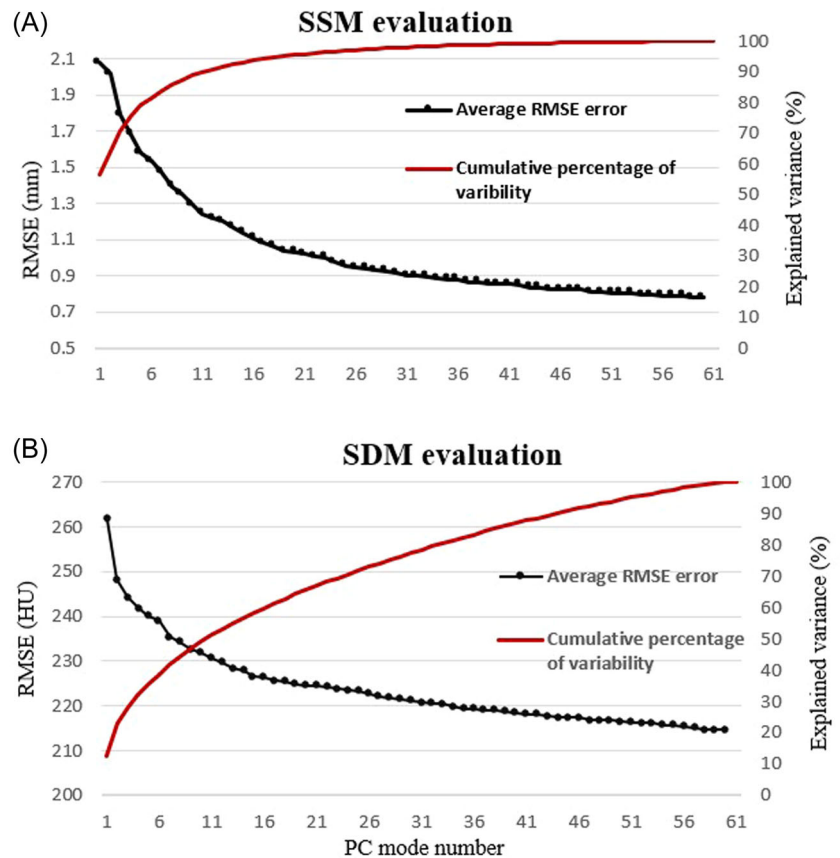 (A)
SSM evaluation
2.1
1.9
1.7
1.5
1.3
1.1
0.9
0.7
0.5
RMSE (mm)
100
90
80
70
60
50
40
30
20
10
0
Explained variance (%)
Average RMSE error
Cumulative percentage of
varibility
1 6 11 16 21 26 31 36 41 46 51 56 61
(B)
SDM evaluation
270
260
250
240
230
220
210
200
RMSE (HU)
100
90
80
70
60
50
40
30
20
10
0
Explained variance (%)
Average RMSE error
Cumulative percentage
of variability
1 6 11 16 21 26 31 36 41 46 51 56 61
PC mode number